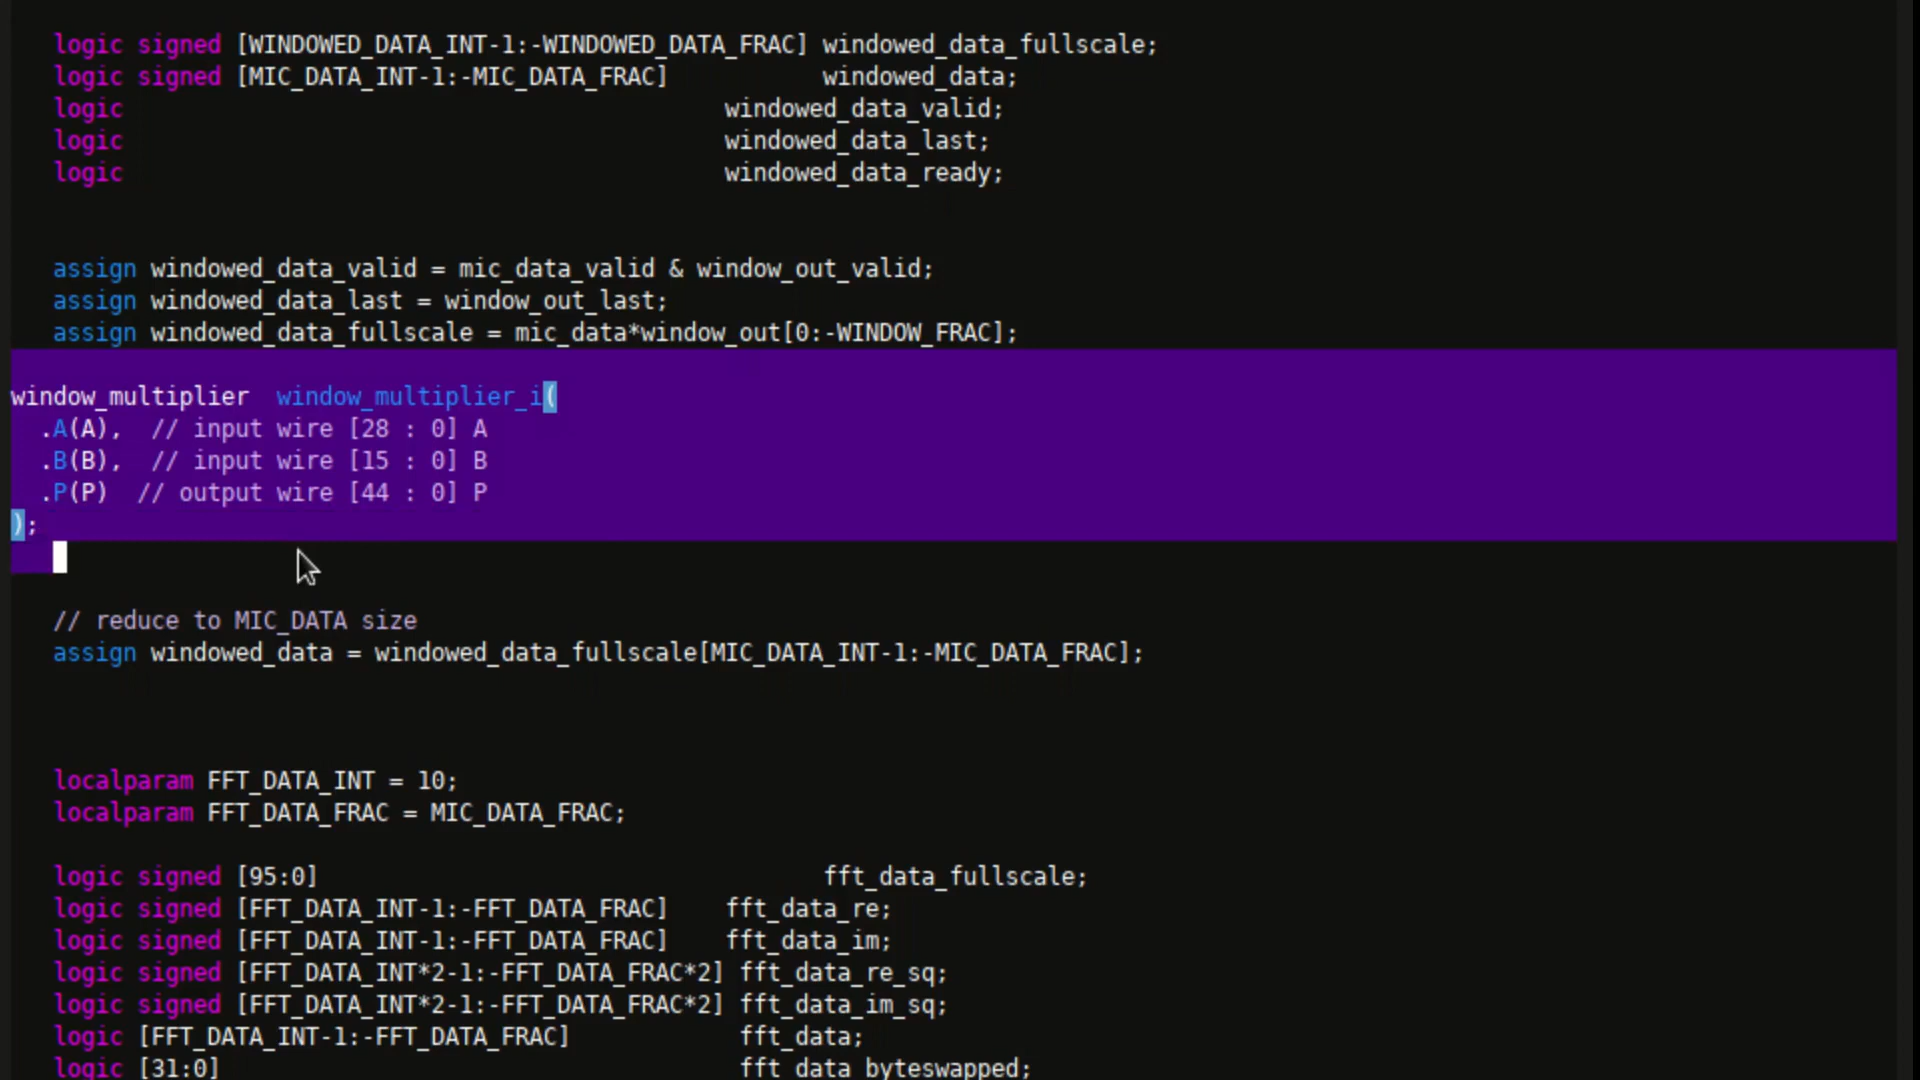 logic signed [WINDOWED_DATA_INT-1:-WINDOWED_DATA_FRAC] windowed_data_fullscale;
logic signed [MIC_DATA_INT-1:-MIC_DATA_FRAC] windowed_data;
logic windowed_data_valid;
logic windowed_data_last;
logic windowed_data_ready;
assign windowed_data_valid = mic_data_valid & window_out_valid;
assign windowed_data_last = window_out_last;
assign windowed_data_fullscale = mic_data*window_out[0:-WINDOW_FRAC];
window_multiplier window_multiplier_i(
.A(A), // input wire [28 : 0] A
.B(B), // input wire [15 : 0] B
.P(P) // output wire [44 : 0] P
);
// reduce to MIC_DATA size
assign windowed_data = windowed_data_fullscale[MIC_DATA_INT-1:-MIC_DATA_FRAC];
localparam FFT_DATA_INT = 10;
localparam FFT_DATA_FRAC = MIC_DATA_FRAC;
logic signed [95:0] fft_data_fullscale;
logic signed [FFT_DATA_INT-1:-FFT_DATA_FRAC] fft_data_re;
logic signed [FFT_DATA_INT-1:-FFT_DATA_FRAC] fft_data_im;
logic signed [FFT_DATA_INT*2-1:-FFT_DATA_FRAC*2] fft_data_re_sq;
logic signed [FFT_DATA_INT*2-1:-FFT_DATA_FRAC*2] fft_data_im_sq;
logic [FFT_DATA_INT-1:-FFT_DATA_FRAC] fft_data;
logic [31:0] fft_data_byteswapped;